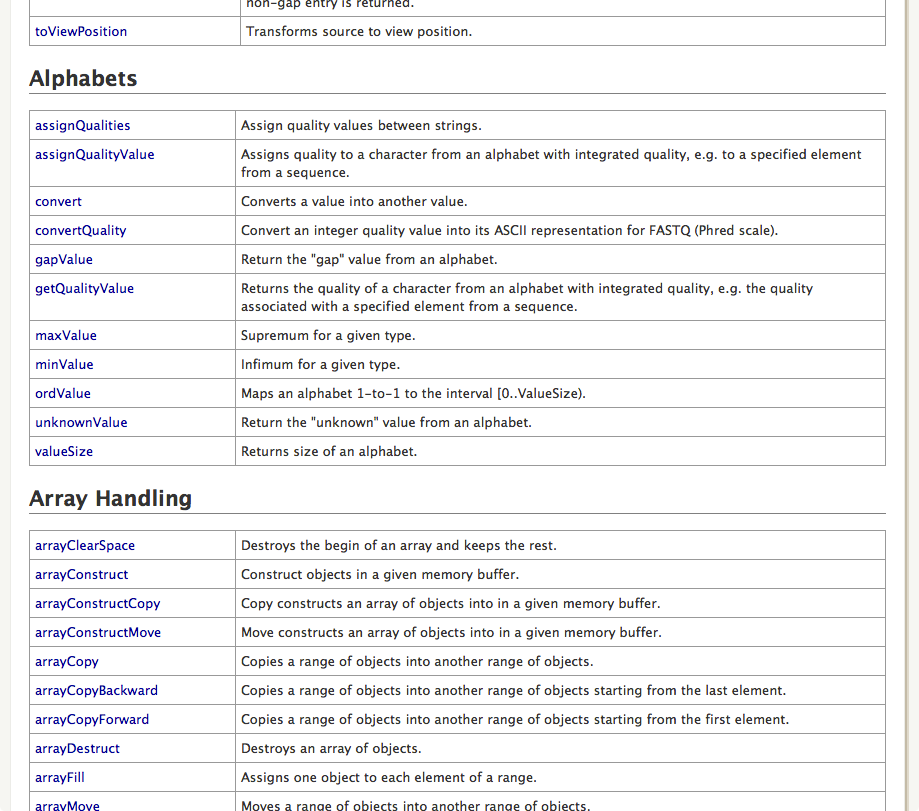 non-gap entry is returned.
toViewPosition Transforms source to view position.
Alphabets
assignQualities Assign quality values between strings.
assignQualityValue Assigns quality to a character from an alphabet with integrated quality, e.g. to a specified element
from a sequence.
convert Converts a value into another value.
convertQuality Convert an integer quality value into its ASCII representation for FASTQ (Phred scale).
gapValue Return the "gap" value from an alphabet.
getQualityValue Returns the quality of a character from an alphabet with integrated quality, e.g. the quality
associated with a specified element from a sequence.
maxValue Supremum for a given type.
minValue Infimum for a given type.
ordValue Maps an alphabet 1-to-1 to the interval [0..ValueSize).
unknownValue Return the "unknown" value from an alphabet.
valueSize Returns size of an alphabet.
Array Handling
arrayClearSpace Destroys the begin of an array and keeps the rest.
arrayConstruct Construct objects in a given memory buffer.
arrayConstructCopy Copy constructs an array of objects into in a given memory buffer.
arrayConstructMove Move constructs an array of objects into in a given memory buffer.
arrayCopy Copies a range of objects into another range of objects.
arrayCopyBackward Copies a range of objects into another range of objects starting from the last element.
arrayCopyForward Copies a range of objects into another range of objects starting from the first element.
arrayDestruct Destroys an array of objects.
arrayFill Assigns one object to each element of a range.
arrayMove Moves a range of objects into another range of objects.